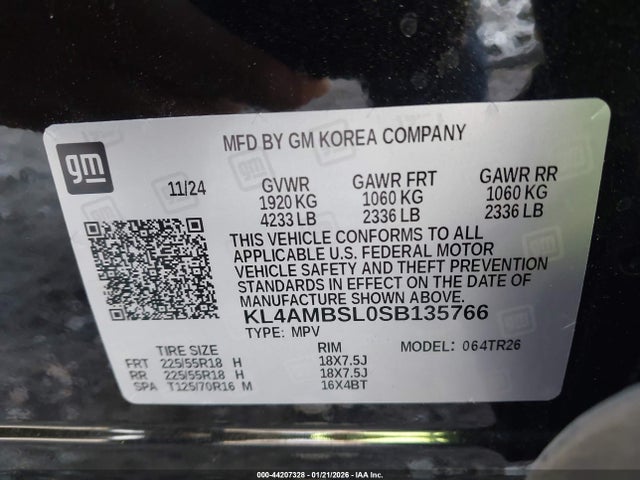 MFD BY GM KOREA COMPANY
gm
11/24
GVWR GAWR FRT GAWR RR
1920 KG 1060 KG 1060 KG
4233 LB 2336 LB 2336 LB
THIS VEHICLE CONFORMS TO ALL
APPLICABLE U.S. FEDERAL MOTOR
VEHICLE SAFETY AND THEFT PREVENTION
STANDARDS IN EFFECT ON THE DATE OF
MANUFACTURE SHOWN ABOVE.
KL4AMBSL0SB135766
TYPE: MPV
TIRE SIZE RIM MODEL: 064TR26
FRT 225/55R18 H 18X7.5J
RR 225/55R18 H 18X7.5J
SPA T125/70R16 M 16X4BT
000-44207328 - 01/21/2026 - IAA Inc.